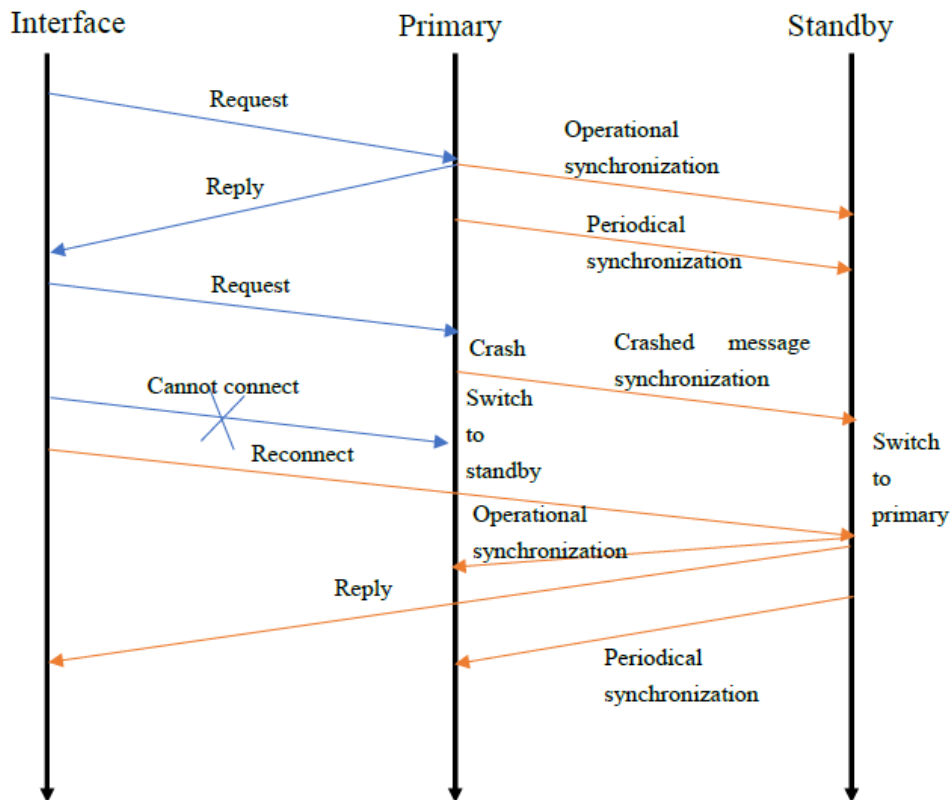 Interface
Primary
Standby
Request
Operational
synchronization
Reply
Periodical
synchronization
Request
Crash
Crashed message
synchronization
Cannot connect
Switch
to
standby
Reconnect
Switch
to
primary
Operational
synchronization
Reply
Periodical
synchronization